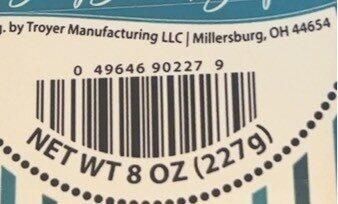 g. by Troyer Manufacturing LLC | Millersburg, OH 44654
0 49646 90227 9
NET WT 8 OZ (227g)